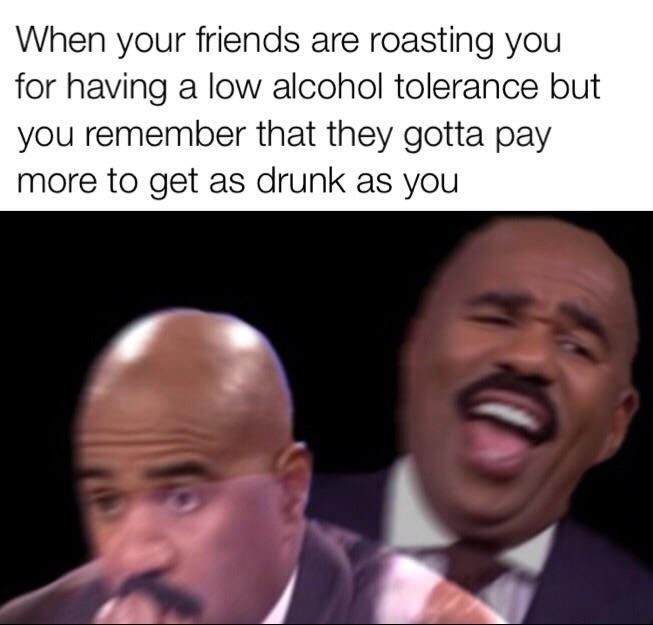 When your friends are roasting you
for having a low alcohol tolerance but
you remember that they gotta pay
more to get as drunk as you